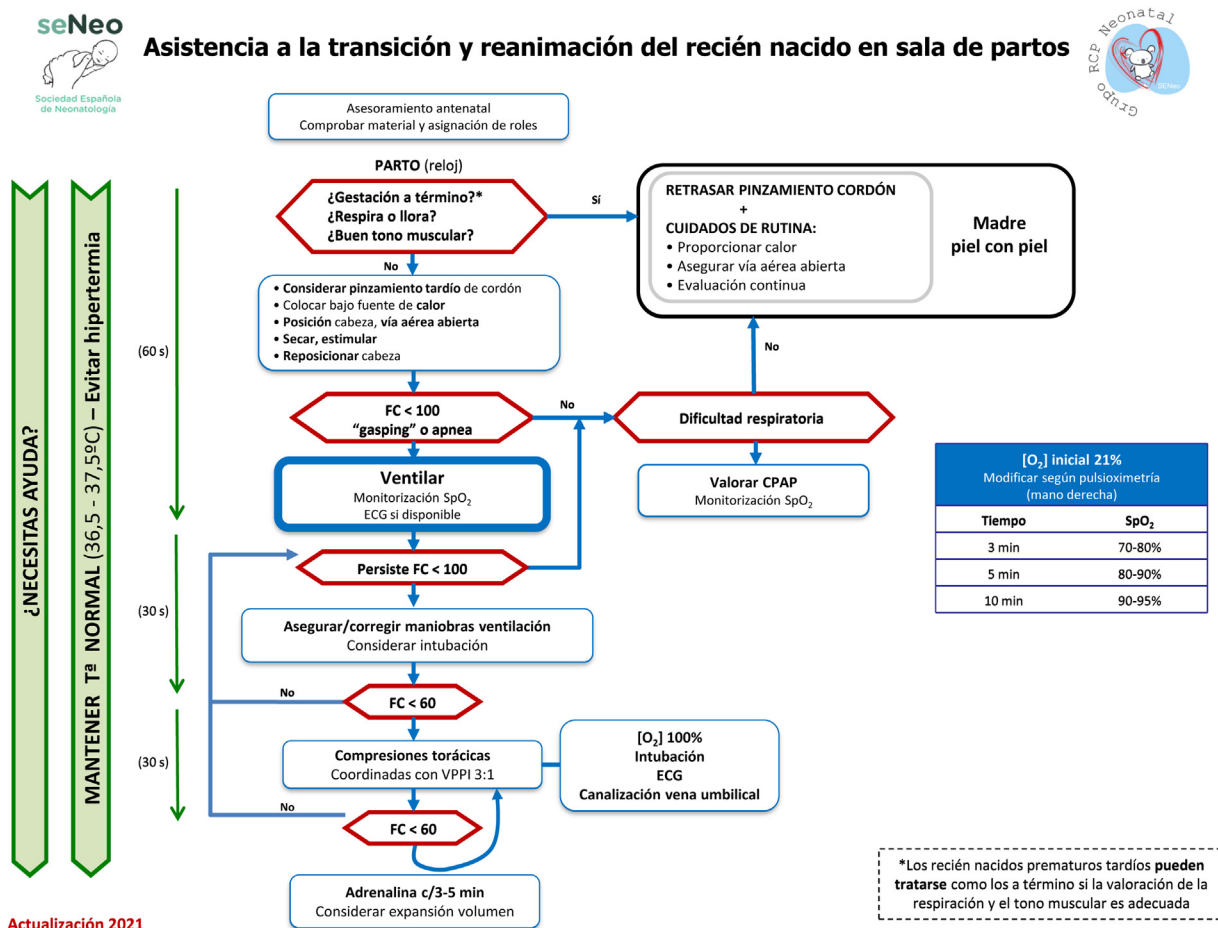 seNeo
Sociedad Española
de Neonatología
Asistencia a la transición y reanimación del recién nacido en sala de partos
Grupo RCP Neonatal
SENeo
Asesoramiento antenatal
Comprobar material y asignación de roles
PARTO (reloj)
¿Gestación a término?*
¿Respira o llora?
¿Buen tono muscular?
Sí
RETRASAR PINZAMIENTO CORDÓN
+
CUIDADOS DE RUTINA:
• Proporcionar calor
• Asegurar vía aérea abierta
• Evaluación continua
Madre
piel con piel
No
• Considerar pinzamiento tardío de cordón
• Colocar bajo fuente de calor
• Posición cabeza, vía aérea abierta
• Secar, estimular
• Reposicionar cabeza
(60 s)
No
FC < 100
“gasping” o apnea
No
Dificultad respiratoria
Ventilar
Monitorización SpO₂
ECG si disponible
Valorar CPAP
Monitorización SpO₂
[O₂] inicial 21%
Modificar según pulsioximetría
(mano derecha)
Tiempo SpO₂
3 min 70-80%
5 min 80-90%
10 min 90-95%
Persiste FC < 100
(30 s)
Asegurar/corregir maniobras ventilación
Considerar intubación
No
FC < 60
(30 s)
Compresiones torácicas
Coordinadas con VPPI 3:1
[O₂] 100%
Intubación
ECG
Canalización vena umbilical
No
FC < 60
Adrenalina c/3-5 min
Considerar expansión volumen
¿NECESITAS AYUDA?
MANTENER Tª NORMAL (36,5 - 37,5ºC) – Evitar hipertermia
*Los recién nacidos prematuros tardíos pueden
tratarse como los a término si la valoración de la
respiración y el tono muscular es adecuada
Actualización 2021